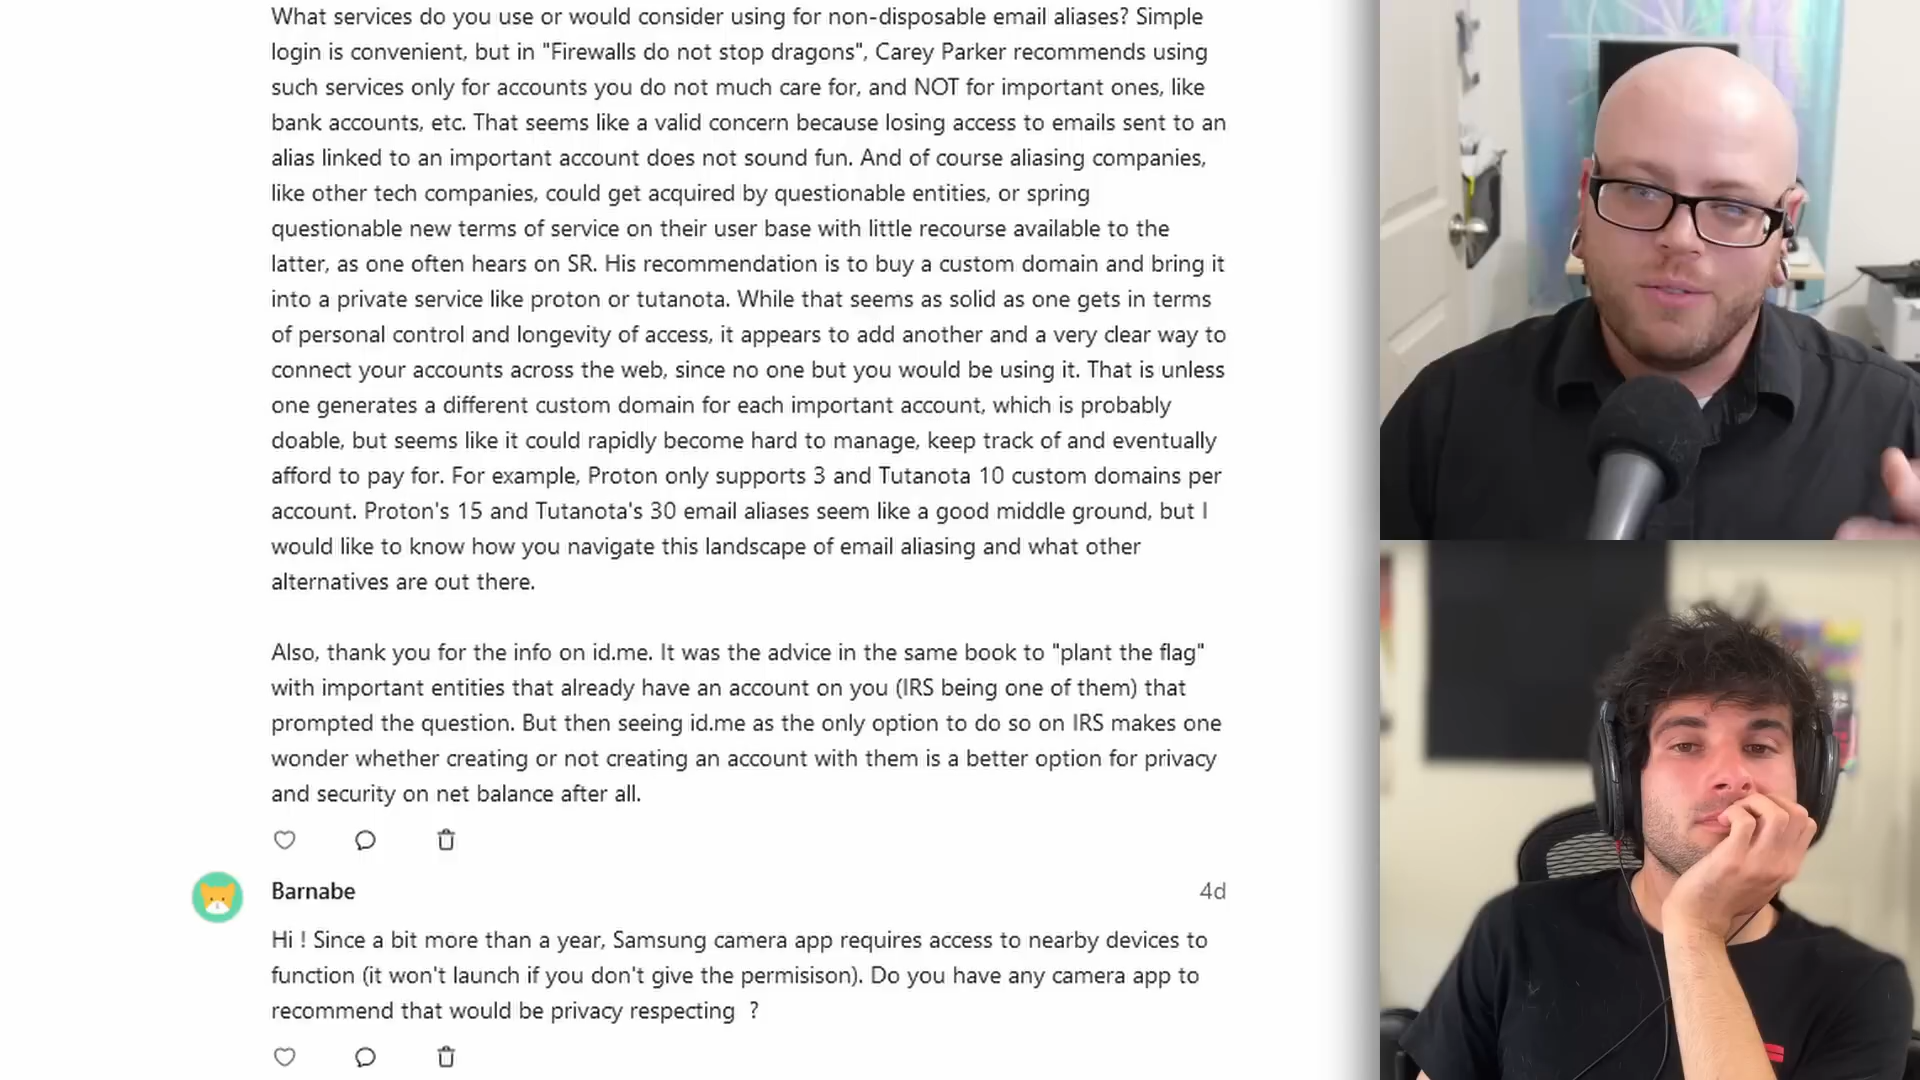 What services do you use or would consider using for non-disposable email aliases? Simple
login is convenient, but in "Firewalls do not stop dragons", Carey Parker recommends using
such services only for accounts you do not much care for, and NOT for important ones, like
bank accounts, etc. That seems like a valid concern because losing access to emails sent to an
alias linked to an important account does not sound fun. And of course aliasing companies,
like other tech companies, could get acquired by questionable entities, or spring
questionable new terms of service on their user base with little recourse available to the
latter, as one often hears on SR. His recommendation is to buy a custom domain and bring it
into a private service like proton or tutanota. While that seems as solid as one gets in terms
of personal control and longevity of access, it appears to add another and a very clear way to
connect your accounts across the web, since no one but you would be using it. That is unless
one generates a different custom domain for each important account, which is probably
doable, but seems like it could rapidly become hard to manage, keep track of and eventually
afford to pay for. For example, Proton only supports 3 and Tutanota 10 custom domains per
account. Proton's 15 and Tutanota's 30 email aliases seem like a good middle ground, but I
would like to know how you navigate this landscape of email aliasing and what other
alternatives are out there.
Also, thank you for the info on id.me. It was the advice in the same book to "plant the flag"
with important entities that already have an account on you (IRS being one of them) that
prompted the question. But then seeing id.me as the only option to do so on IRS makes one
wonder whether creating or not creating an account with them is a better option for privacy
and security on net balance after all.
Barnabe 4d
Hi ! Since a bit more than a year, Samsung camera app requires access to nearby devices to
function (it won't launch if you don't give the permisison). Do you have any camera app to
recommend that would be privacy respecting  ?